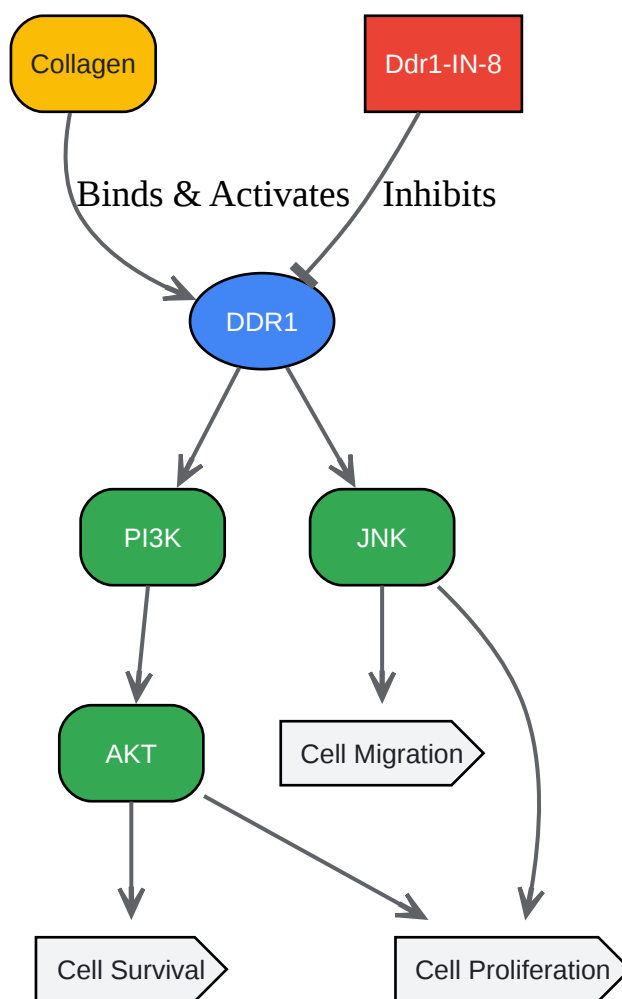 Collagen
Ddr1-IN-8
Binds & Activates
Inhibits
DDR1
PI3K
JNK
AKT
Cell Migration
Cell Survival
Cell Proliferation